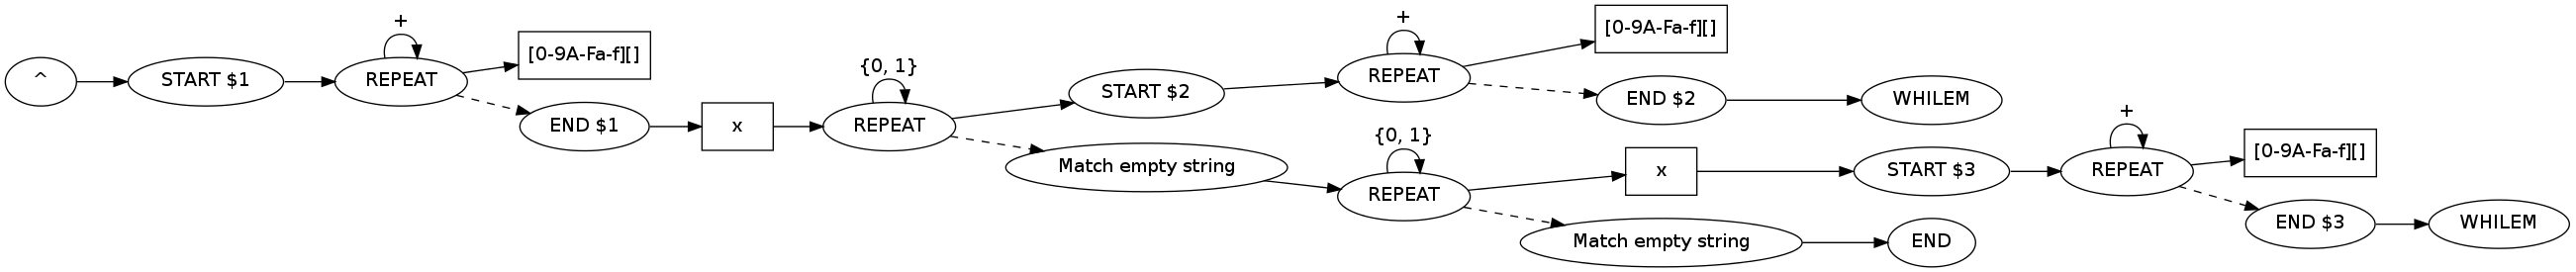 ^
START $1
+
REPEAT
[0-9A-Fa-f][]
END $1
x
{0, 1}
REPEAT
START $2
+
REPEAT
[0-9A-Fa-f][]
END $2
WHILEM
Match empty string
{0, 1}
REPEAT
x
START $3
+
REPEAT
[0-9A-Fa-f][]
END $3
WHILEM
Match empty string
END